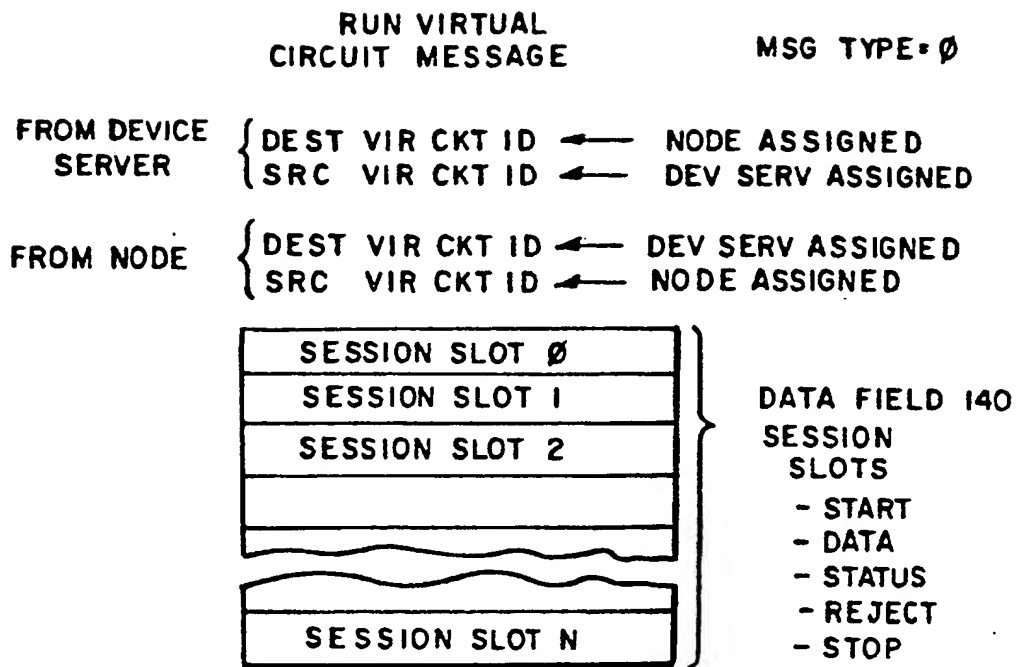 RUN VIRTUAL
CIRCUIT MESSAGE
MSG TYPE=Ø
FROM DEVICE
SERVER
DEST VIR CKT ID ← NODE ASSIGNED
SRC VIR CKT ID ← DEV SERV ASSIGNED
FROM NODE
DEST VIR CKT ID ← DEV SERV ASSIGNED
SRC VIR CKT ID ← NODE ASSIGNED
SESSION SLOT Ø
SESSION SLOT 1
SESSION SLOT 2
SESSION SLOT N
DATA FIELD 140
SESSION
SLOTS
- START
- DATA
- STATUS
- REJECT
- STOP